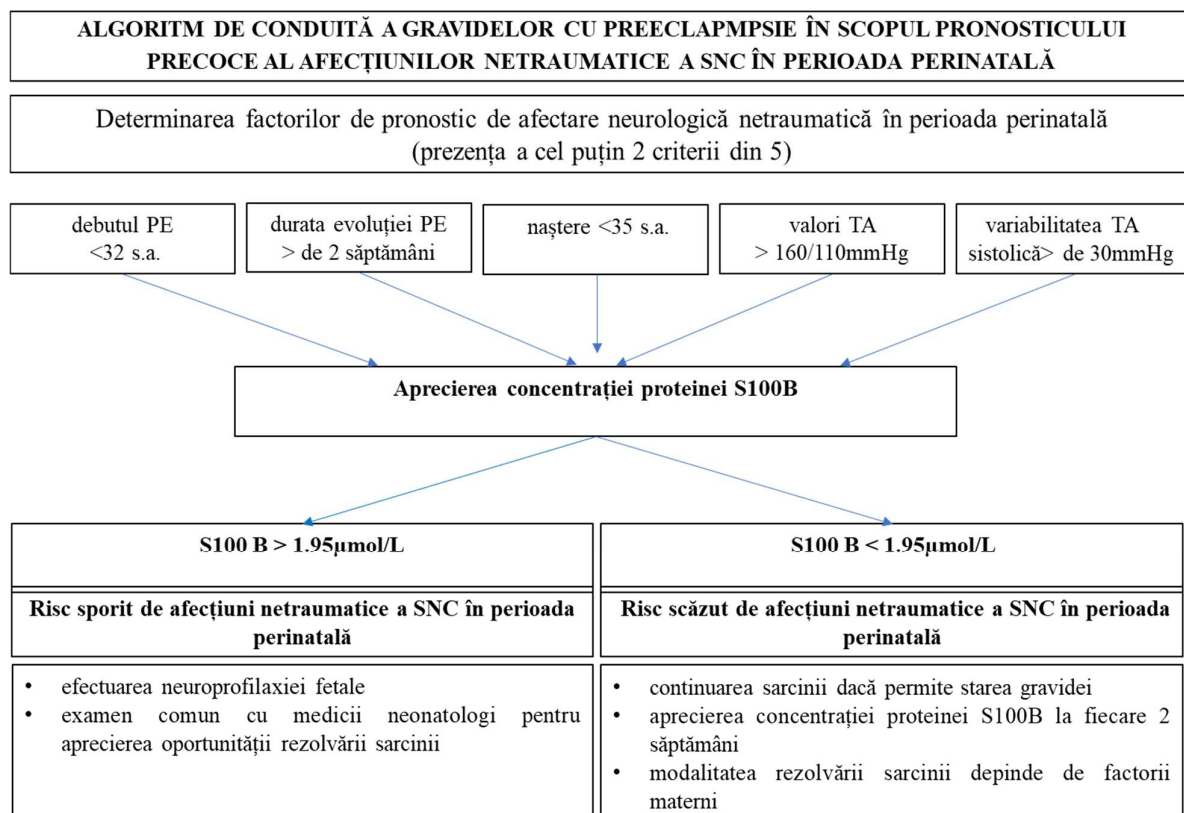 ALGORITM DE CONDUITĂ A GRAVIDELOR CU PREECLAPMPSIE ÎN SCOPUL PRONOSTICULUI
PRECOCE AL AFECȚIUNILOR NETRAUMATICE A SNC ÎN PERIOADA PERINATALĂ
Determinarea factorilor de pronostic de afectare neurologică netraumatică în perioada perinatală
(prezența a cel puțin 2 criterii din 5)
debutul PE
<32 s.a.
durata evoluției PE
> de 2 săptămâni
naștere <35 s.a.
valori TA
> 160/110mmHg
variabilitatea TA
sistolică> de 30mmHg
Aprecierea concentrației proteinei S100B
S100 B > 1.95µmol/L
Risc sporit de afecțiuni netraumatice a SNC în perioada
perinatală
• efectuarea neuroprofilaxiei fetale
• examen comun cu medicii neonatologi pentru
aprecierea oportunității rezolvării sarcinii
S100 B < 1.95µmol/L
Risc scăzut de afecțiuni netraumatice a SNC în perioada
perinatală
• continuarea sarcinii dacă permite starea gravidei
• aprecierea concentrației proteinei S100B la fiecare 2
săptămâni
• modalitatea rezolvării sarcinii depinde de factorii
materni